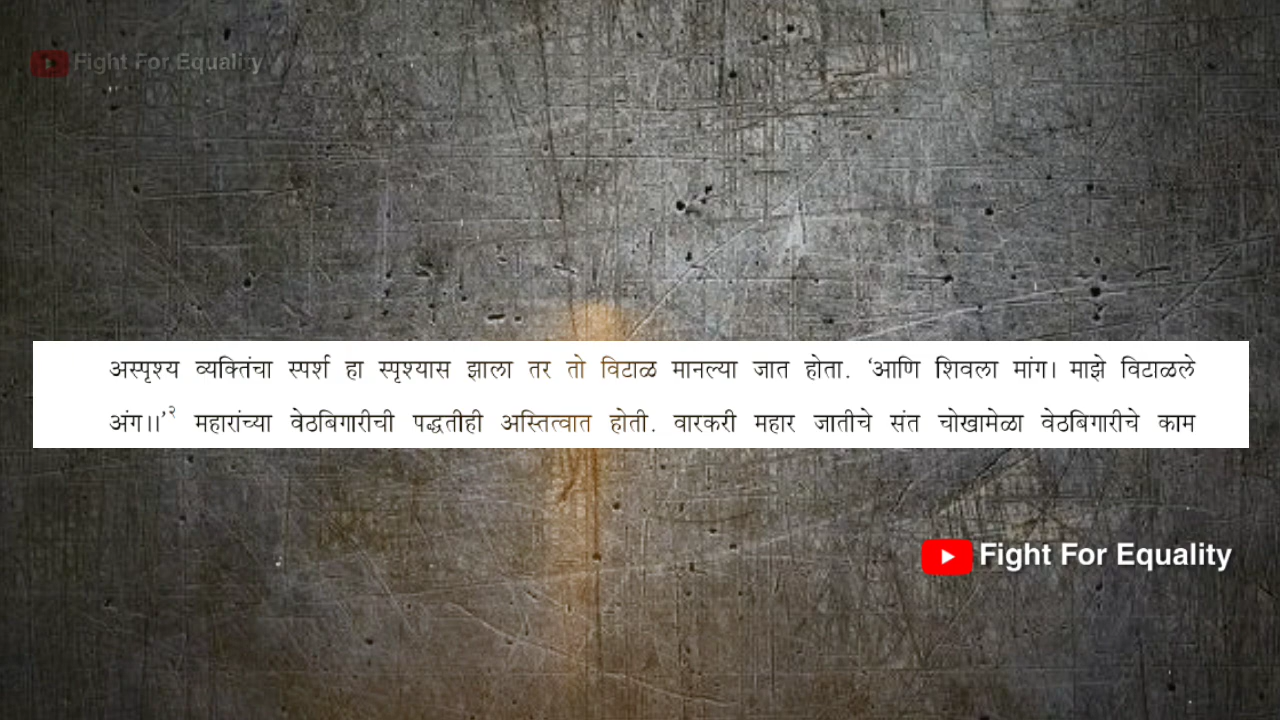 Fight For Equality
अस्पृश्य व्यक्तिंचा स्पर्श हा स्पृश्यास झाला तर तो विटाळ मानल्या जात होता. ‘आणि शिवला मांग। माझे विटाळले
अंग।।’२ महारांच्या वेठबिगारीची पद्धतीही अस्तित्वात होती. वारकरी महार जातीचे संत चोखामेळा वेठबिगारीचे काम
Fight For Equality